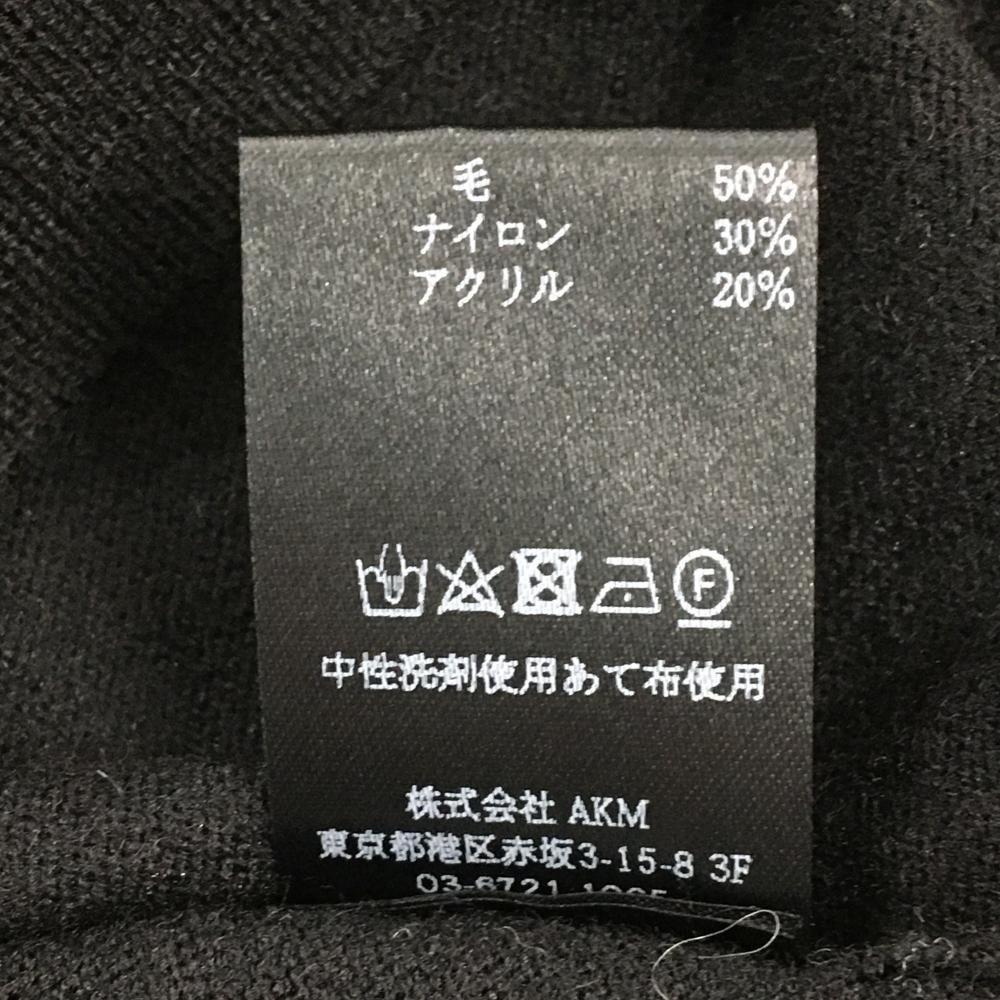 毛 50%
ナイロン 30%
アクリル 20%
F
中性洗剤使用あて布使用
株式会社 AKM
東京都港区赤坂3-15-8 3F
03-6721